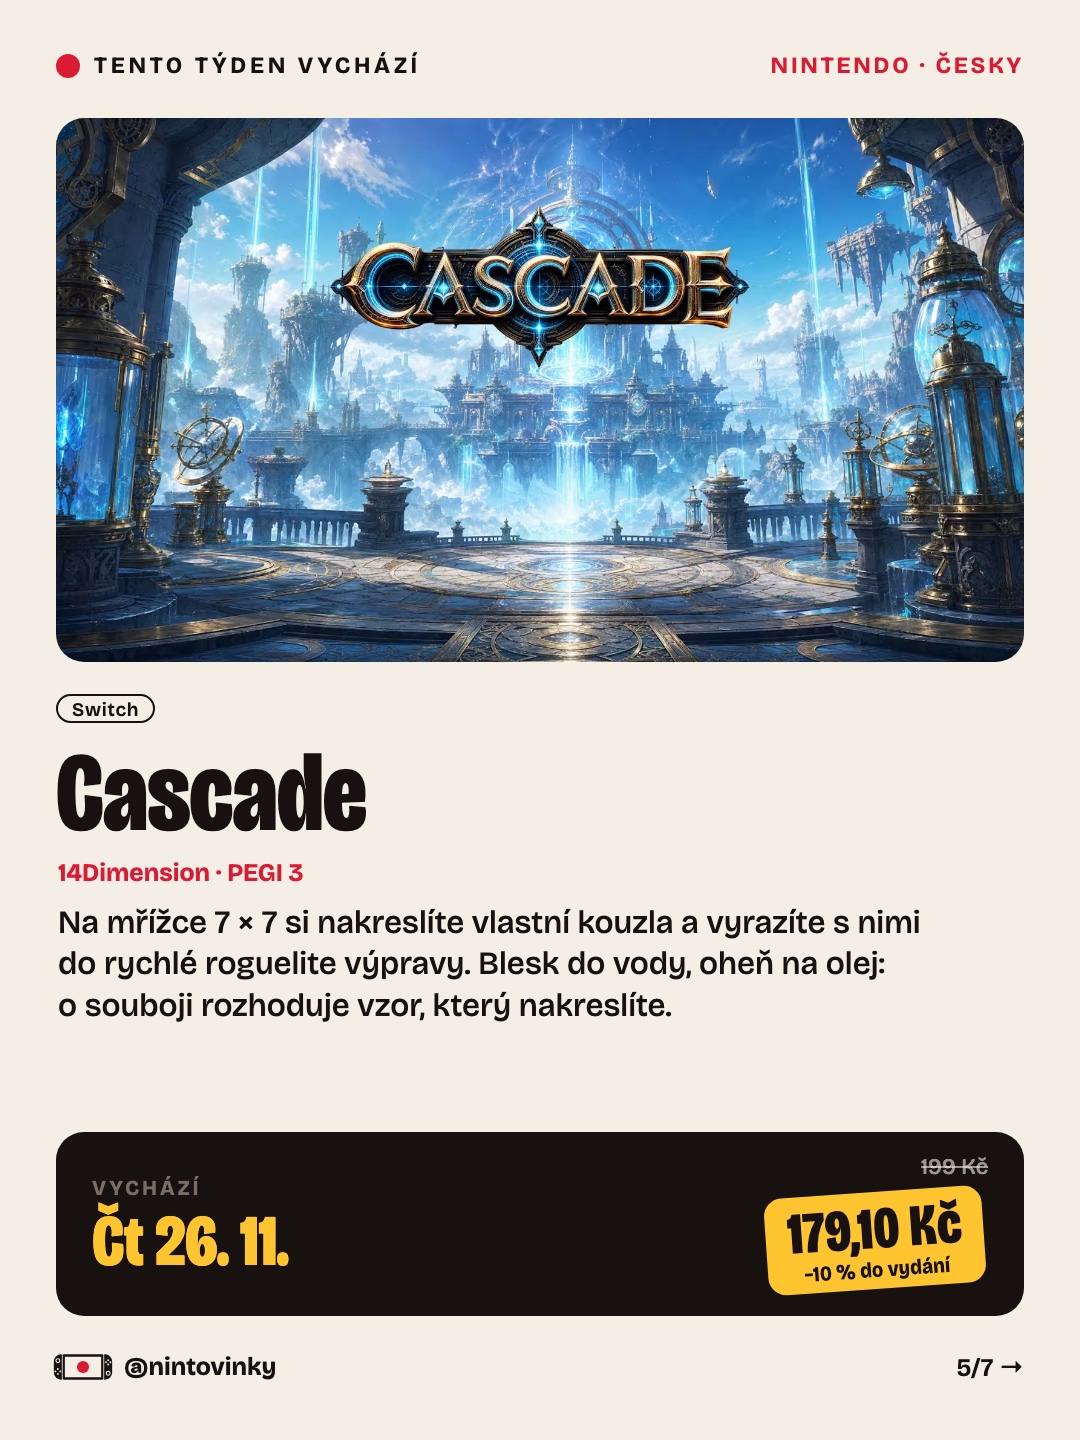 TENTO TÝDEN VYCHÁZÍ
NINTENDO · ČESKY
CASCADE
Switch
Cascade
14Dimension · PEGI 3
Na mřížce 7 × 7 si nakreslíte vlastní kouzla a vyrazíte s nimi
do rychlé roguelite výpravy. Blesk do vody, oheň na olej:
o souboji rozhoduje vzor, který nakreslíte.
VYCHÁZÍ
Čt 26. 11.
199 Kč
179,10 Kč
−10 % do vydání
@nintovinky
5/7 →